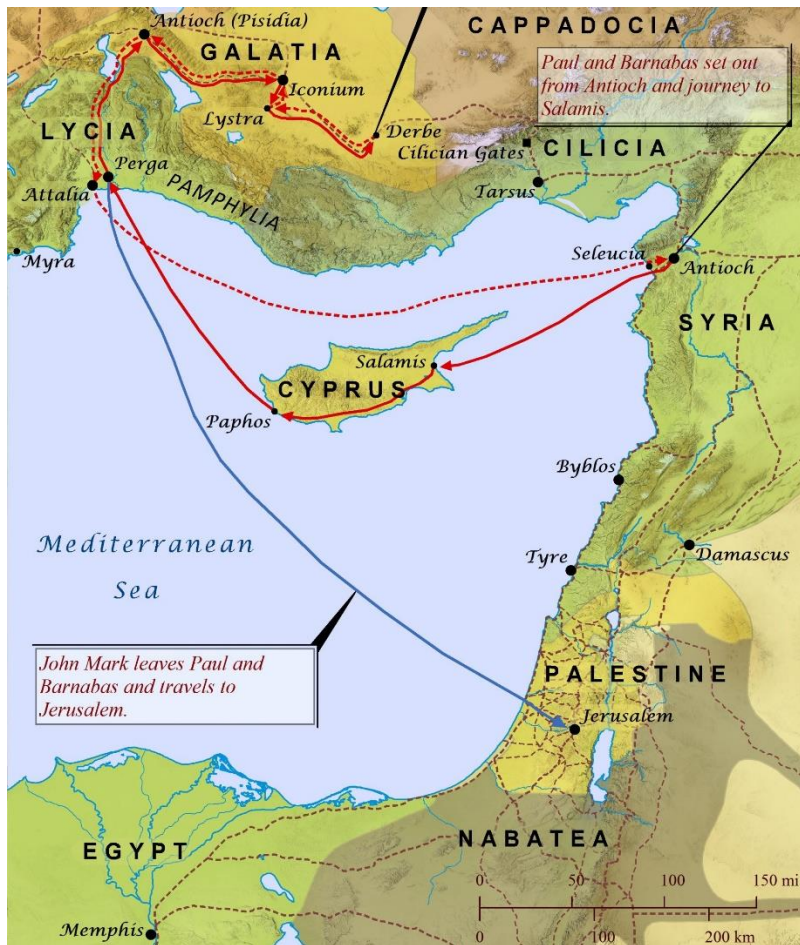 Antioch (Pisidia)
GALATIA
CAPPADOCIA
Paul and Barnabas set out
from Antioch and journey to
Salamis.
Iconium
Lystra
Derbe
LYCIA
Cilician Gates
CILICIA
Perga
Attalia
PAMPHYLIA
Tarsus
Myra
Seleucia
Antioch
SYRIA
Salamis
CYPRUS
Paphos
Byblos
Mediterranean
Sea
Tyre
Damascus
John Mark leaves Paul and
Barnabas and travels to
Jerusalem.
PALESTINE
Jerusalem
EGYPT
NABATEA
Memphis
0 50 100 150 mi
0 100 200 km